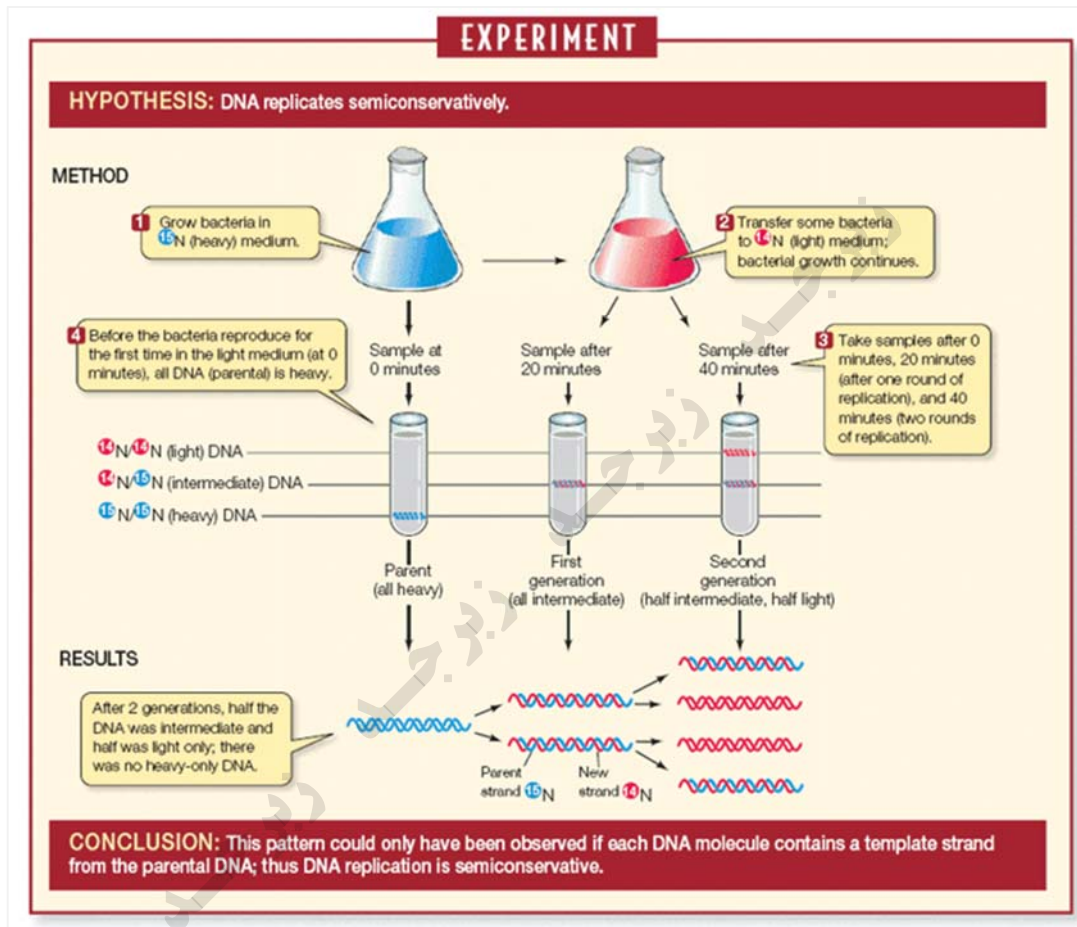 EXPERIMENT
HYPOTHESIS: DNA replicates semiconservatively.
METHOD
1 Grow bacteria in
15N (heavy) medium.
2 Transfer some bacteria
to 14N (light) medium;
bacterial growth continues.
4 Before the bacteria reproduce for
the first time in the light medium (at 0
minutes), all DNA (parental) is heavy.
Sample at
0 minutes
Sample after
20 minutes
Sample after
40 minutes
3 Take samples after 0
minutes, 20 minutes
(after one round of
replication), and 40
minutes (two rounds
of replication).
14N/14N (light) DNA
14N/15N (intermediate) DNA
15N/15N (heavy) DNA
Parent
(all heavy)
First
generation
(all intermediate)
Second
generation
(half intermediate, half light)
RESULTS
After 2 generations, half the
DNA was intermediate and
half was light only; there
was no heavy-only DNA.
Parent
strand 15N
New
strand 14N
CONCLUSION: This pattern could only have been observed if each DNA molecule contains a template strand
from the parental DNA; thus DNA replication is semiconservative.
زبرجد
زبرجد
زبرجد
زبر